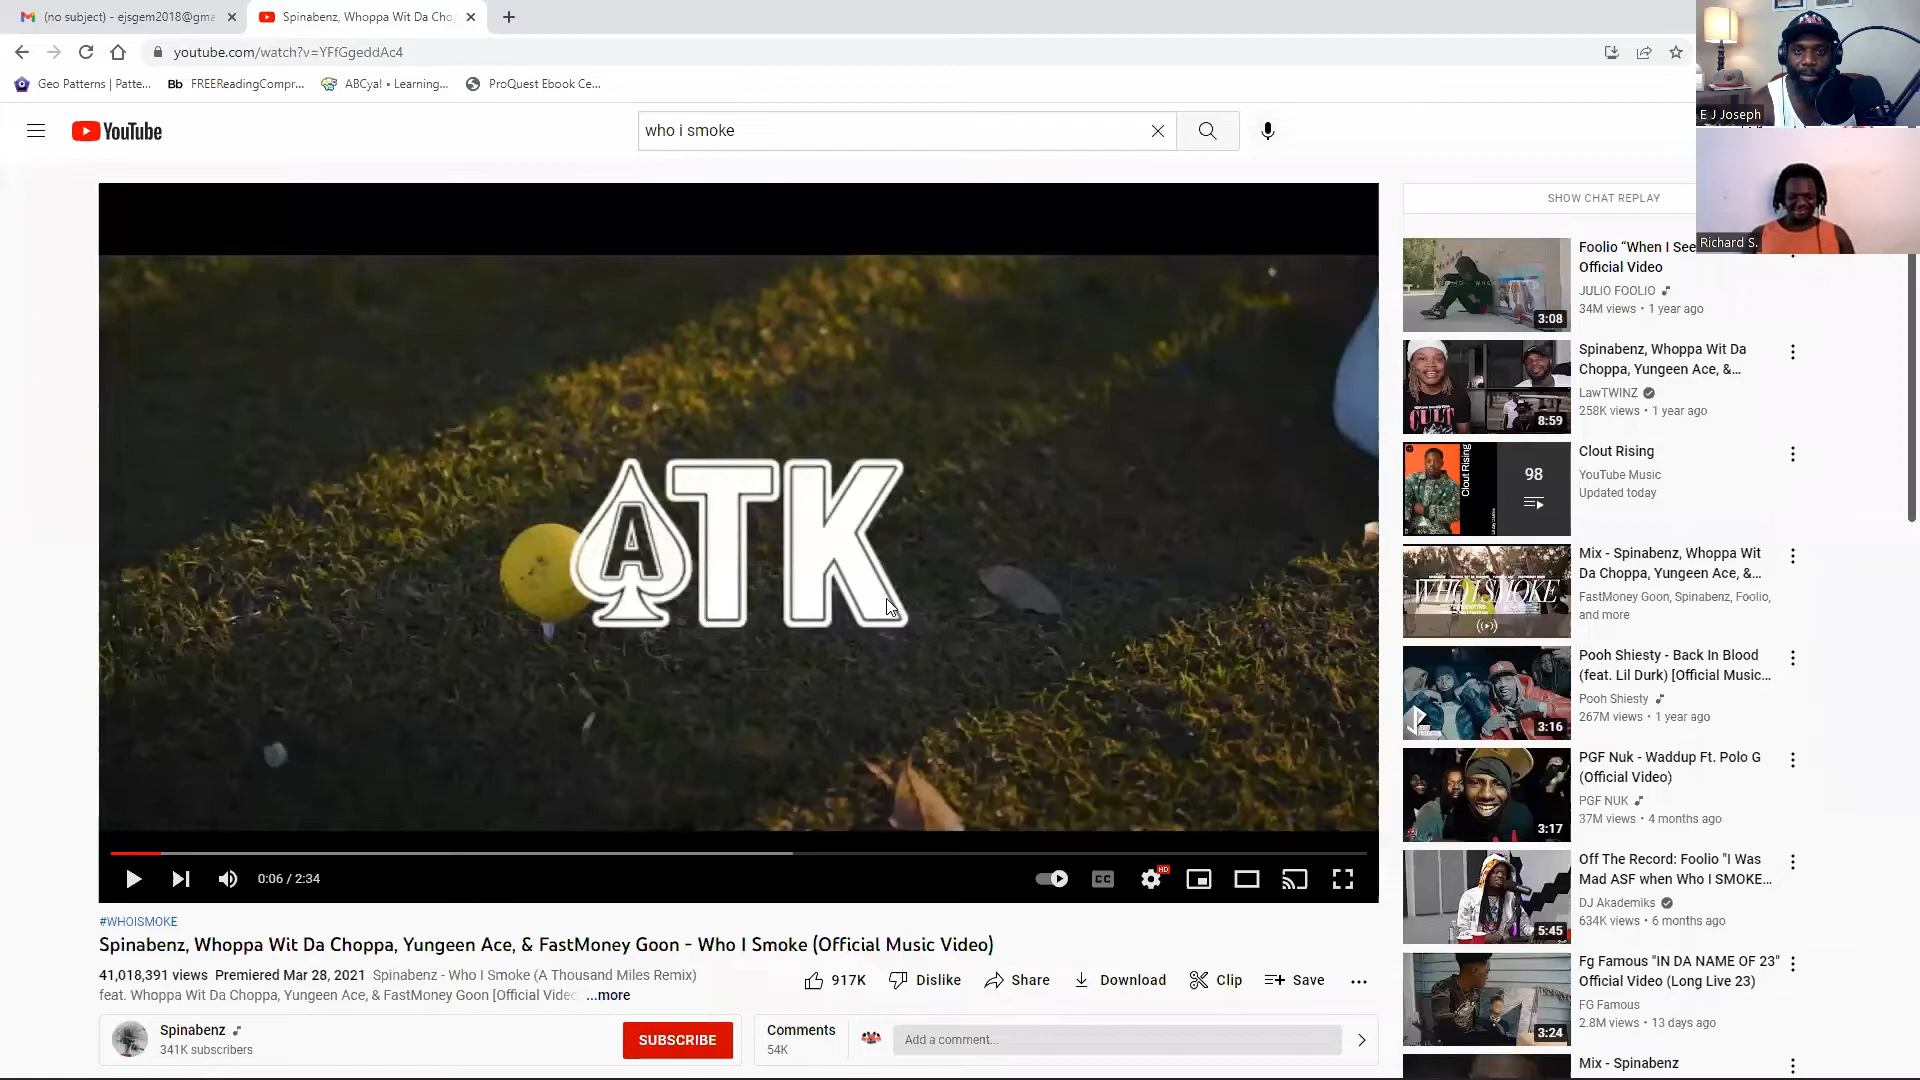 (no subject) - ejsgem2018@gma
Spinabenz, Whoppa Wit Da Cho
youtube.com/watch?v=YFfGgeddAc4
Geo Patterns | Patte...
Bb FREEReadingCompr...
ABCya! • Learning...
ProQuest Ebook Ce...
YouTube
who i smoke
E J Joseph
Richard S.
ATK
0:06 / 2:34
CC
HD
#WHOISMOKE
Spinabenz, Whoppa Wit Da Choppa, Yungeen Ace, & FastMoney Goon - Who I Smoke (Official Music Video)
41,018,391 views Premiered Mar 28, 2021 Spinabenz - Who I Smoke (A Thousand Miles Remix)
feat. Whoppa Wit Da Choppa, Yungeen Ace, & FastMoney Goon [Official Videc ...more
917K
Dislike
Share
Download
Clip
Save
Spinabenz
341K subscribers
SUBSCRIBE
Comments
54K
Add a comment...
SHOW CHAT REPLAY
Foolio “When I See
Official Video
JULIO FOOLIO
34M views • 1 year ago
3:08
Spinabenz, Whoppa Wit Da
Choppa, Yungeen Ace, &...
LawTWINZ
258K views • 1 year ago
CULT
8:59
Clout Rising
YouTube Music
Updated today
Clout Rising
98
Mix - Spinabenz, Whoppa Wit
Da Choppa, Yungeen Ace, &...
FastMoney Goon, Spinabenz, Foolio,
and more
WHO I SMOKE
Pooh Shiesty - Back In Blood
(feat. Lil Durk) [Official Music...
Pooh Shiesty
267M views • 1 year ago
3:16
PGF Nuk - Waddup Ft. Polo G
(Official Video)
PGF NUK
37M views • 4 months ago
3:17
Off The Record: Foolio "I Was
Mad ASF when Who I SMOKE...
DJ Akademiks
634K views • 6 months ago
5:45
Fg Famous "IN DA NAME OF 23"
Official Video (Long Live 23)
FG Famous
2.8M views • 13 days ago
3:24
Mix - Spinabenz